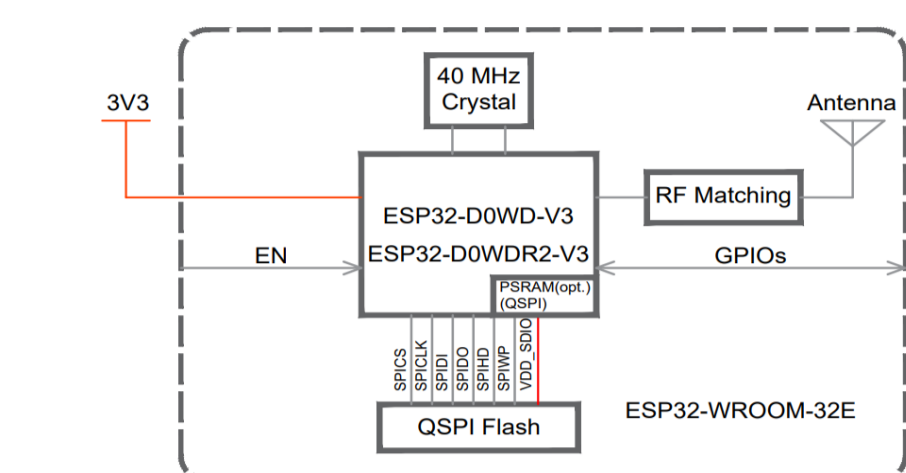 40 MHz
Crystal
3V3
Antenna
ESP32-D0WD-V3
RF Matching
EN
ESP32-D0WDR2-V3
GPIOs
PSRAM(opt.)
(QSPI)
SPICS
SPICLK
SPIDI
SPIDO
SPIHD
SPIWP
VDD_SDIO
QSPI Flash
ESP32-WROOM-32E